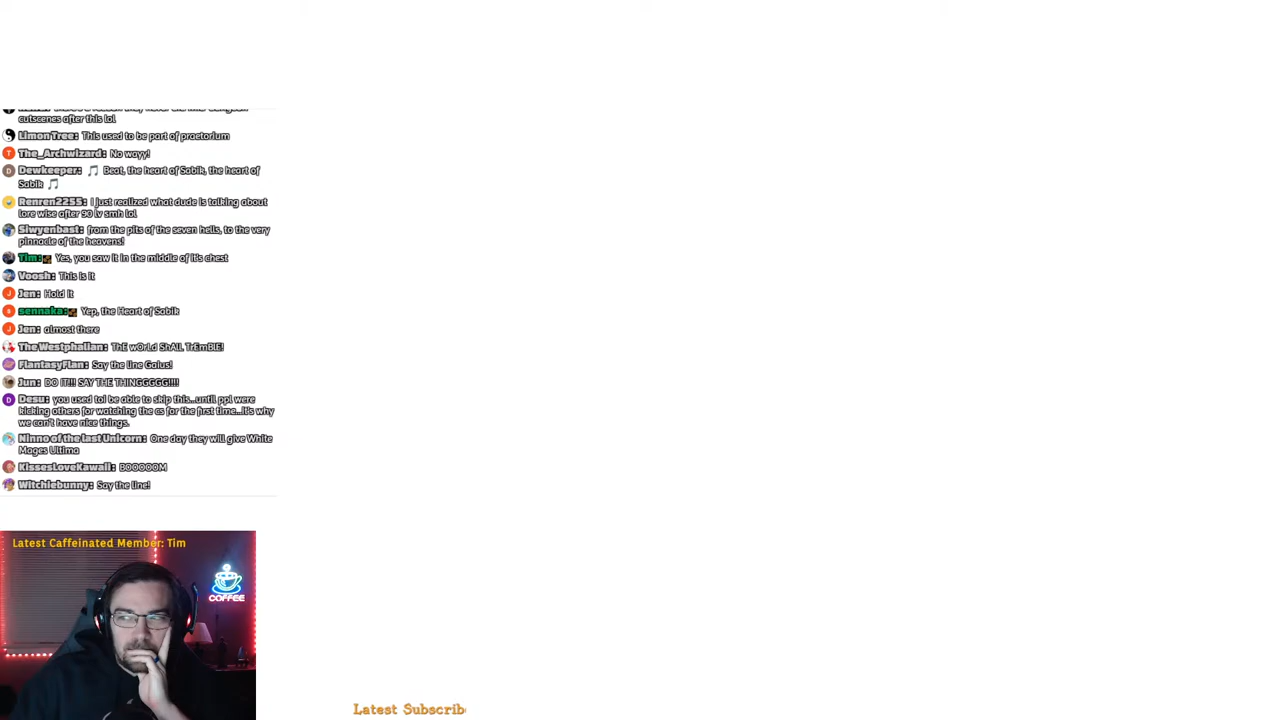 cutscenes after this lol
Limon Tree: This used to be part of praetorium
The_Archwizard: No wayy!
Dewkeeper: 🎵 Beat, the heart of Sabik, the heart of
Sabik 🎵
Renren2255: I just realized what dude is talking about
lore wise after 90 lv smh lol
Siwyenbast: from the pits of the seven hells, to the very
pinnacle of the heavens!
Tim: Yes, you saw it in the middle of it's chest
Voosh: This is it
Jen: Hold it
sennaka: Yep, the Heart of Sabik
Jen: almost there
The Westphalian: ThE wOrLd ShALL TrEmBLE!
FlantasyFlan: Say the line Gaius!
Jun: DO IT!!! SAY THE THINGGGGG!!!!
Desu: you used tol be able to skip this...until ppl were
kicking others for watching the cs for the first time...it's why
we can't have nice things.
Ninno of the last Unicorn: One day they will give White
Mages Ultima
KissesLoveKawaii: BOOOOOM
Witchiebunny: Say the line!
Latest Caffeinated Member: Tim
COFFEE
Latest Subscribe